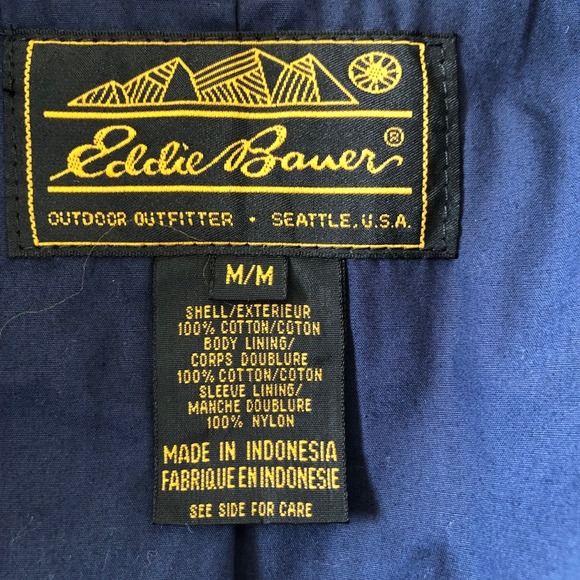 Eddie Bauer®
OUTDOOR OUTFITTER • SEATTLE, U.S.A.
M/M
SHELL/EXTERIEUR
100% COTTON/COTON
BODY LINING/
CORPS DOUBLURE
100% COTTON/COTON
SLEEVE LINING/
MANCHE DOUBLURE
100% NYLON
MADE IN INDONESIA
FABRIQUE EN INDONESIE
SEE SIDE FOR CARE